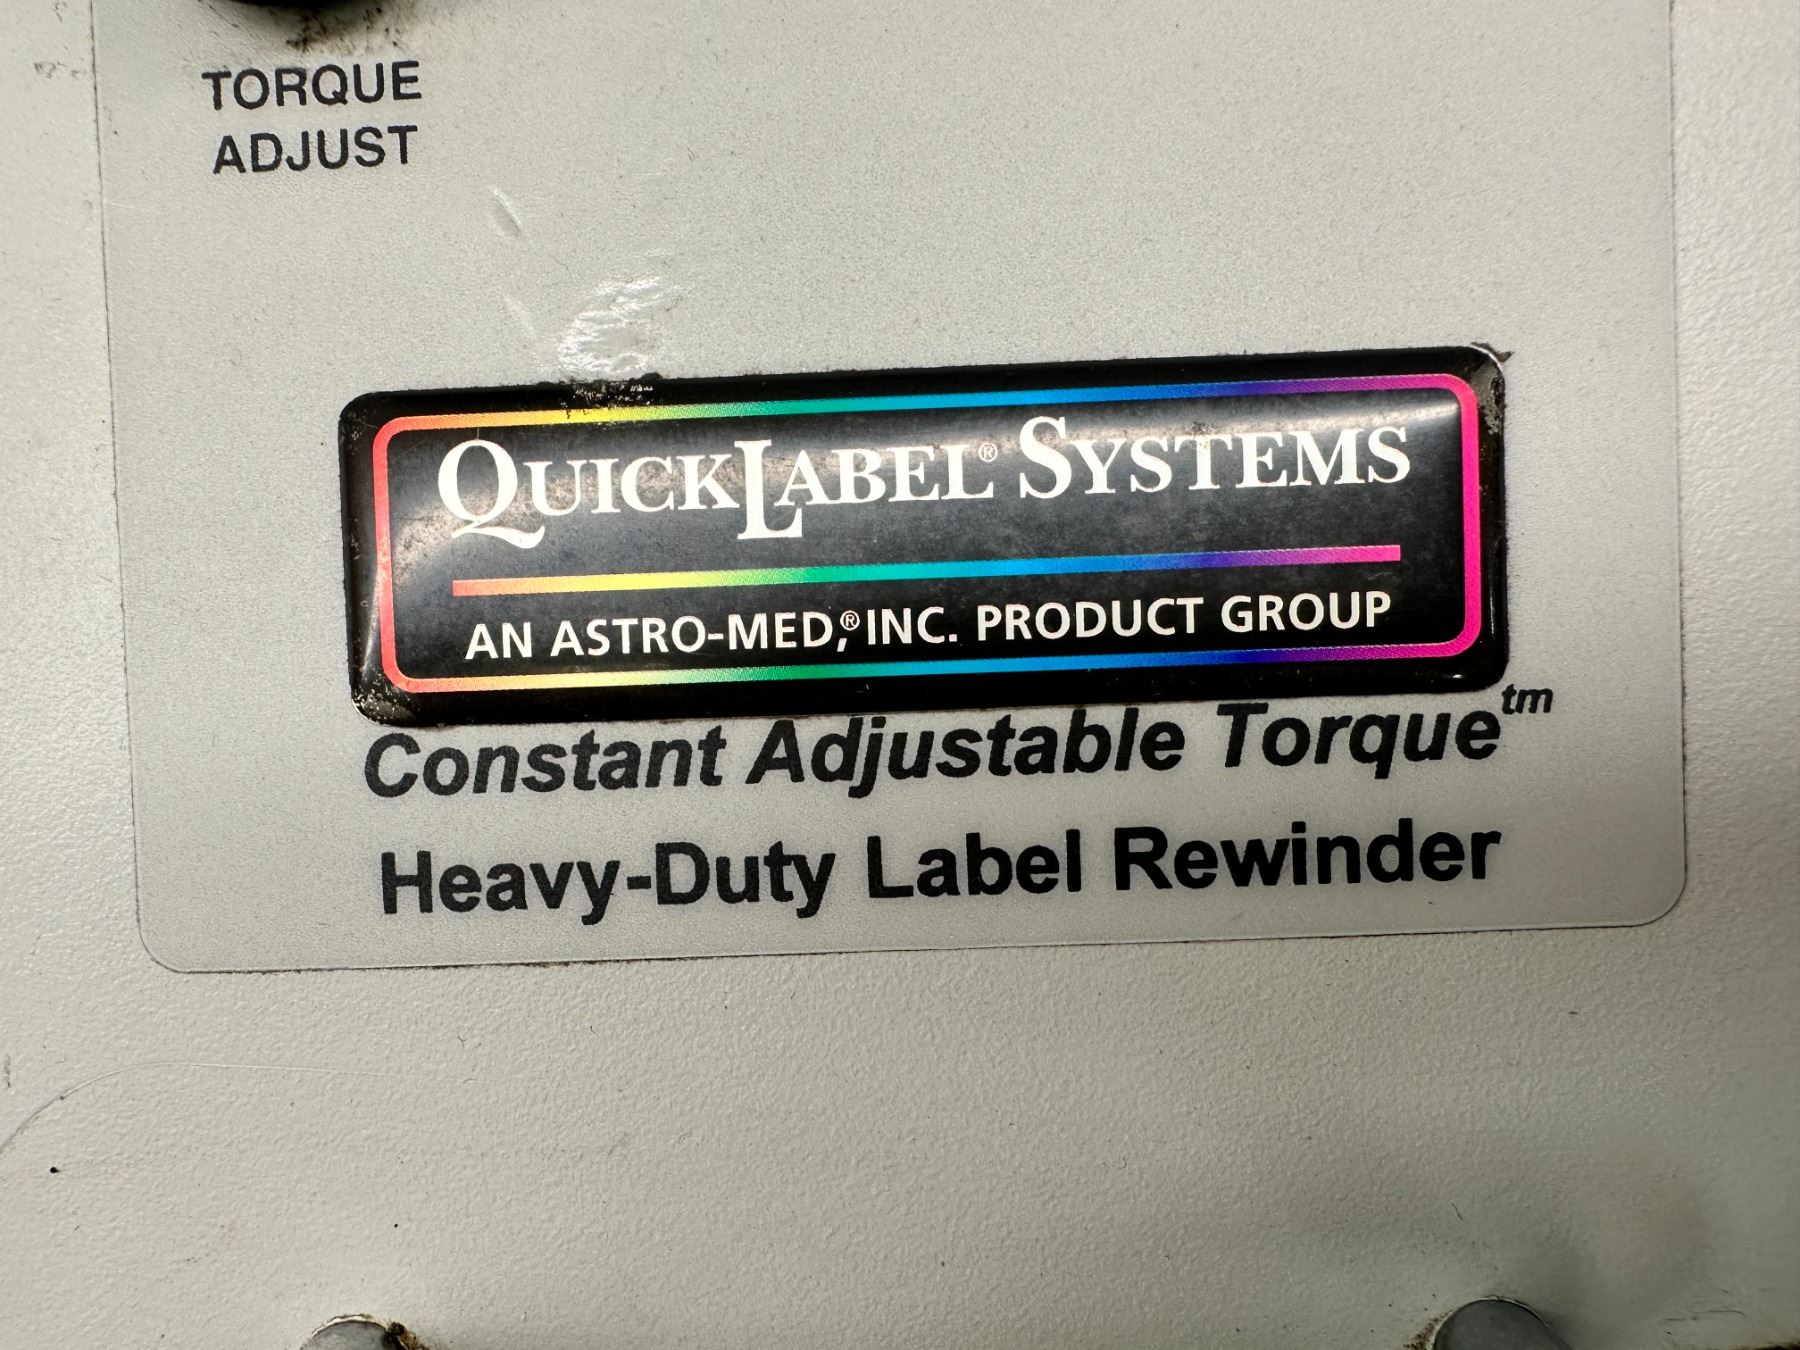 TORQUE
ADJUST
QUICKLABEL® SYSTEMS
AN ASTRO-MED,® INC. PRODUCT GROUP
Constant Adjustable Torque™
Heavy-Duty Label Rewinder